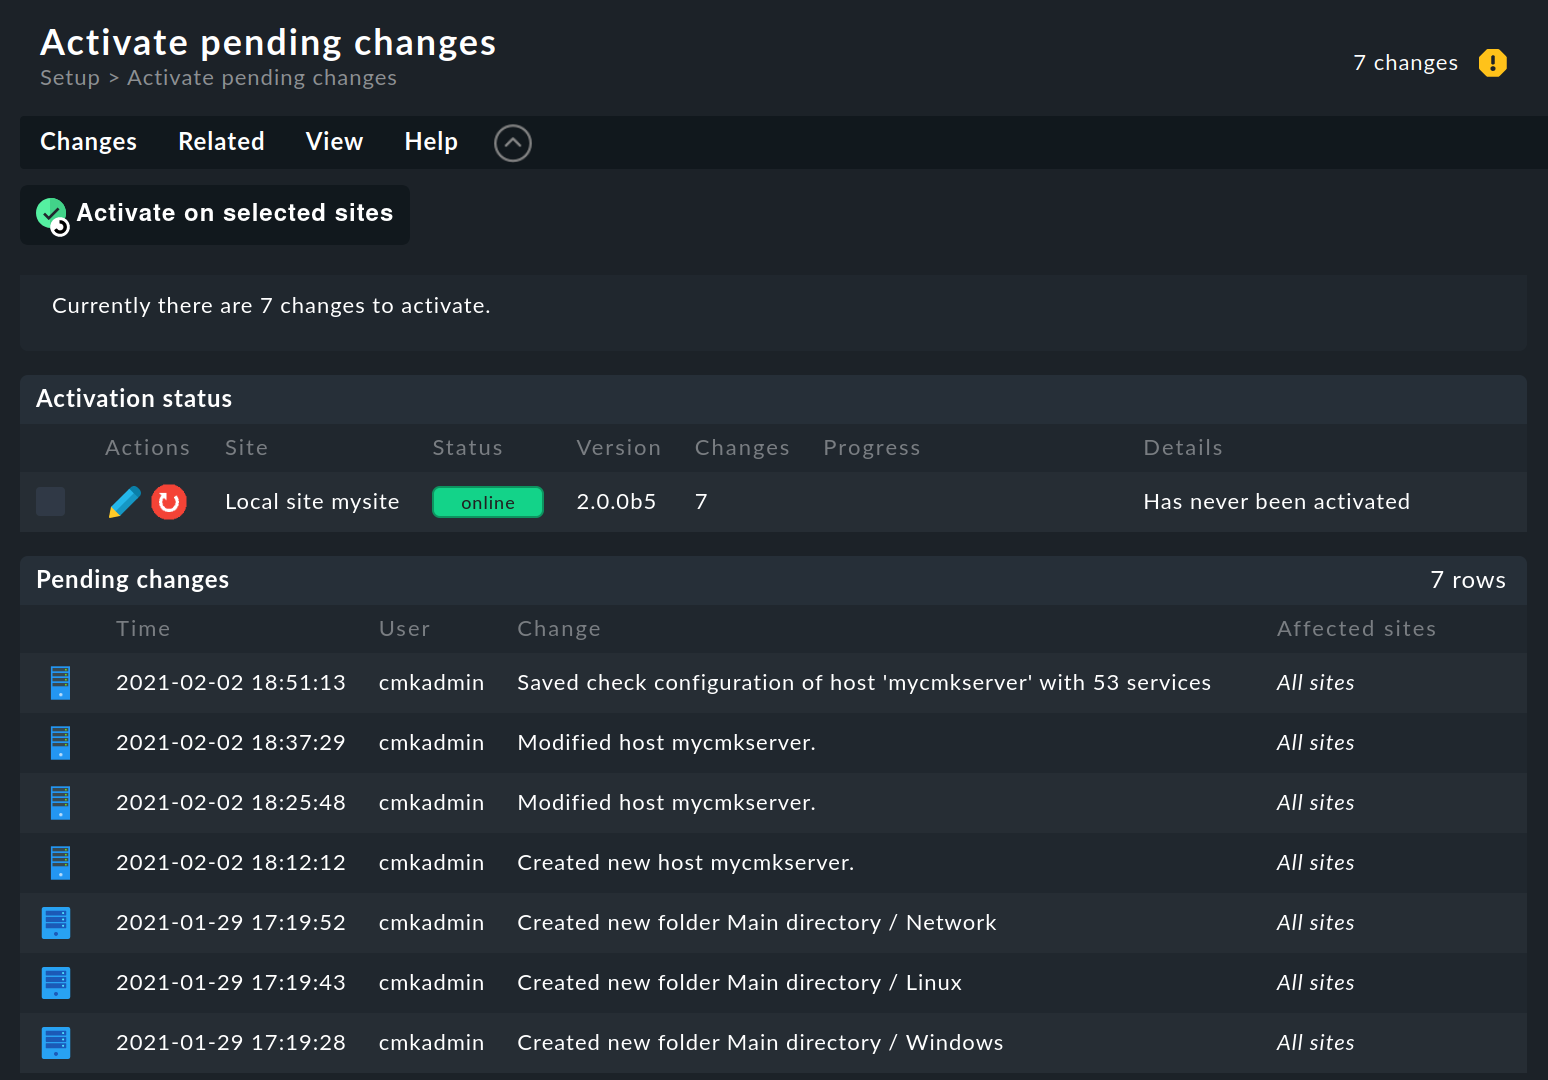 Activate pending changes
Setup > Activate pending changes
7 changes
Changes Related View Help
Activate on selected sites
Currently there are 7 changes to activate.
Activation status
Actions Site Status Version Changes Progress Details
Local site mysite online 2.0.0b5 7 Has never been activated
Pending changes 7 rows
Time User Change Affected sites
2021-02-02 18:51:13 cmkadmin Saved check configuration of host 'mycmkserver' with 53 services All sites
2021-02-02 18:37:29 cmkadmin Modified host mycmkserver. All sites
2021-02-02 18:25:48 cmkadmin Modified host mycmkserver. All sites
2021-02-02 18:12:12 cmkadmin Created new host mycmkserver. All sites
2021-01-29 17:19:52 cmkadmin Created new folder Main directory / Network All sites
2021-01-29 17:19:43 cmkadmin Created new folder Main directory / Linux All sites
2021-01-29 17:19:28 cmkadmin Created new folder Main directory / Windows All sites